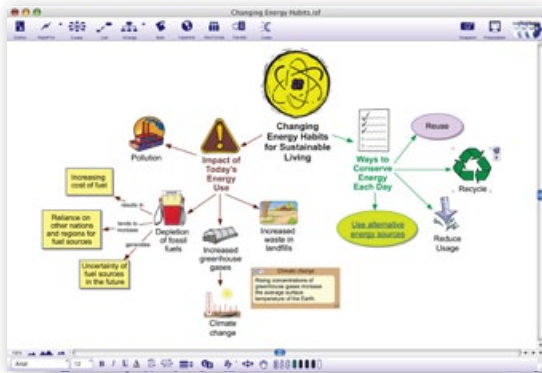 Changing Energy Habits.isf
Changing
Energy Habits
for Sustainable
Living
Pollution
Impact of
Today's
Energy
Use
Ways to
Conserve
Energy
Each Day
Reuse
Recycle
Reduce
Usage
Use alternative
energy sources
Increasing
cost of fuel
results in
Reliance on
other nations
and regions for
fuel sources
tends to
increase
Depletion
of fossil
fuels
generates
Uncertainty of
fuel sources
in the future
Increased
greenhouse
gases
Increased
waste in
landfills
Climate
change
Climate change
Rising concentrations of
greenhouse gases increase
the average surface
temperature of the Earth.
Arial
12
B I U A